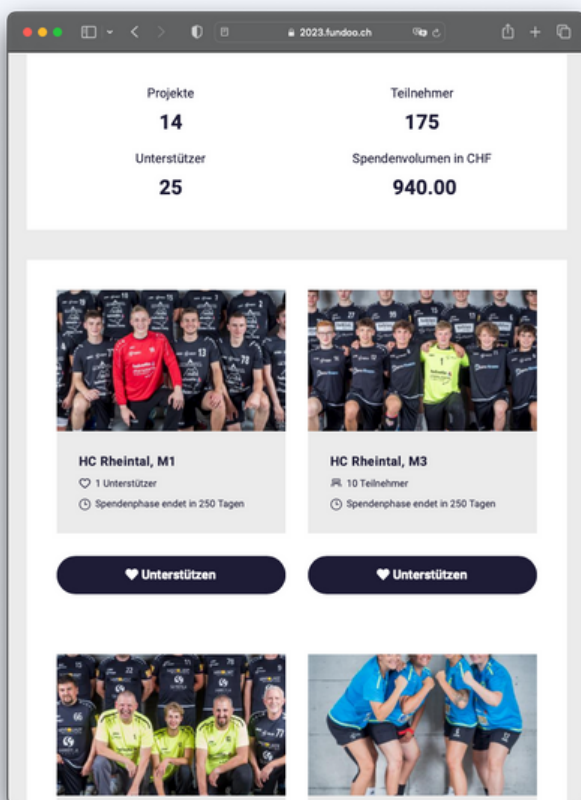 2023.fundoo.ch
Projekte
14
Teilnehmer
175
Unterstützer
25
Spendenvolumen in CHF
940.00
HC Rheintal, M1
1 Unterstützer
Spendenphase endet in 250 Tagen
Unterstützen
HC Rheintal, M3
10 Teilnehmer
Spendenphase endet in 250 Tagen
Unterstützen